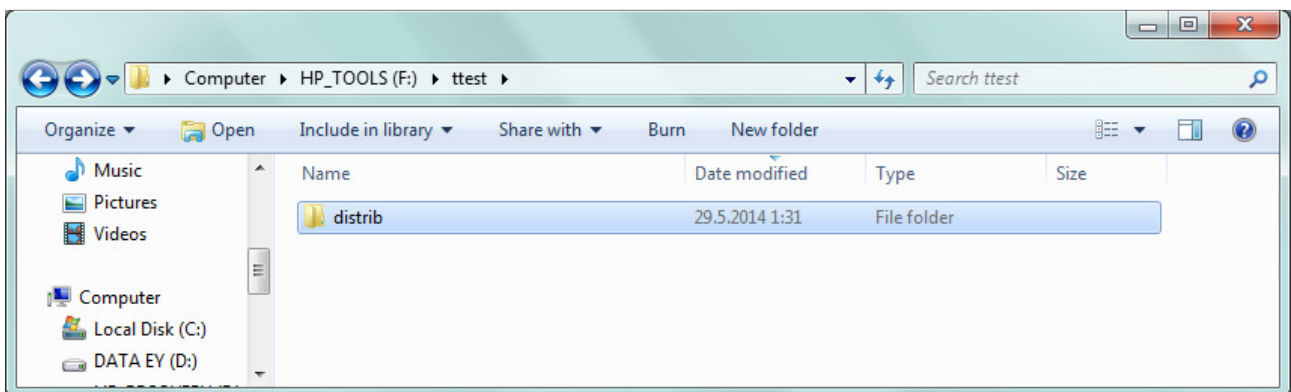 Computer HP_TOOLS (F:) ttest
Search ttest
Organize Open Include in library Share with Burn New folder
Music
Pictures
Videos
Computer
Local Disk (C:)
DATA EY (D:)
Name Date modified Type Size
distrib 29.5.2014 1:31 File folder